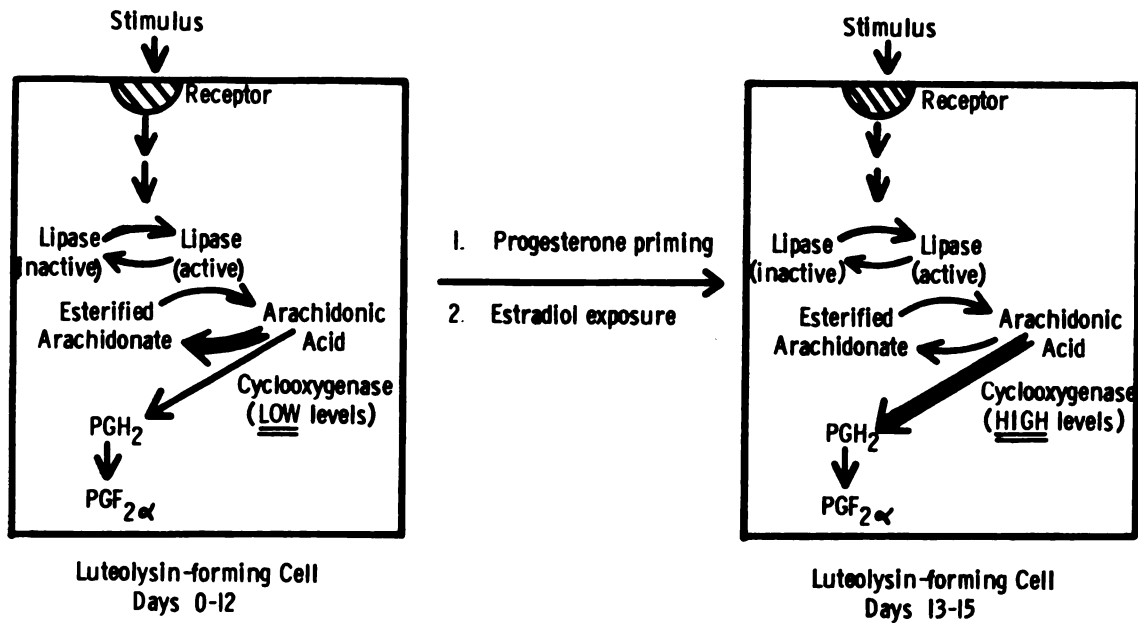 Stimulus
Receptor
Lipase
(inactive)
Lipase
(active)
Esterified
Arachidonate
Arachidonic
Acid
Cyclooxygenase
(LOW levels)
PGH2
PGF2α
Luteolysin-forming Cell
Days 0-12
1. Progesterone priming
2. Estradiol exposure
Stimulus
Receptor
Lipase
(inactive)
Lipase
(active)
Esterified
Arachidonate
Arachidonic
Acid
Cyclooxygenase
(HIGH levels)
PGH2
PGF2α
Luteolysin-forming Cell
Days 13-15